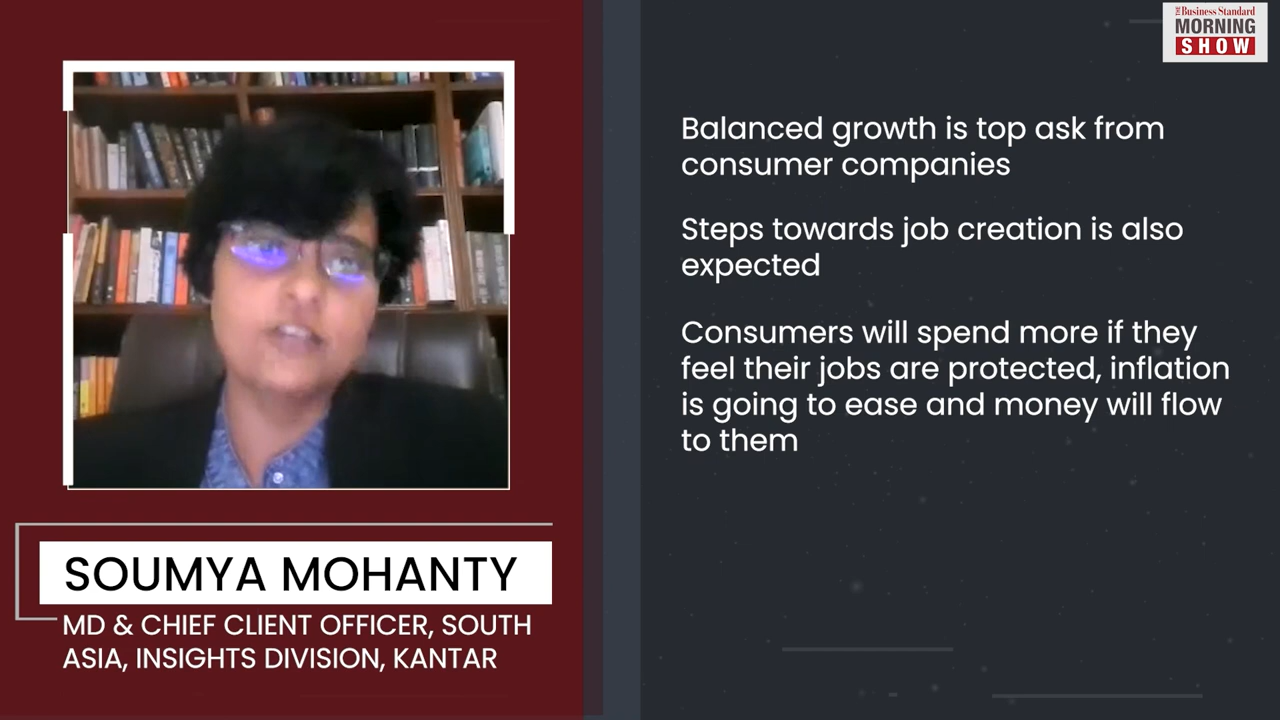 THE Business Standard
MORNING
SHOW
Balanced growth is top ask from
consumer companies
Steps towards job creation is also
expected
Consumers will spend more if they
feel their jobs are protected, inflation
is going to ease and money will flow
to them
SOUMYA MOHANTY
MD & CHIEF CLIENT OFFICER, SOUTH
ASIA, INSIGHTS DIVISION, KANTAR